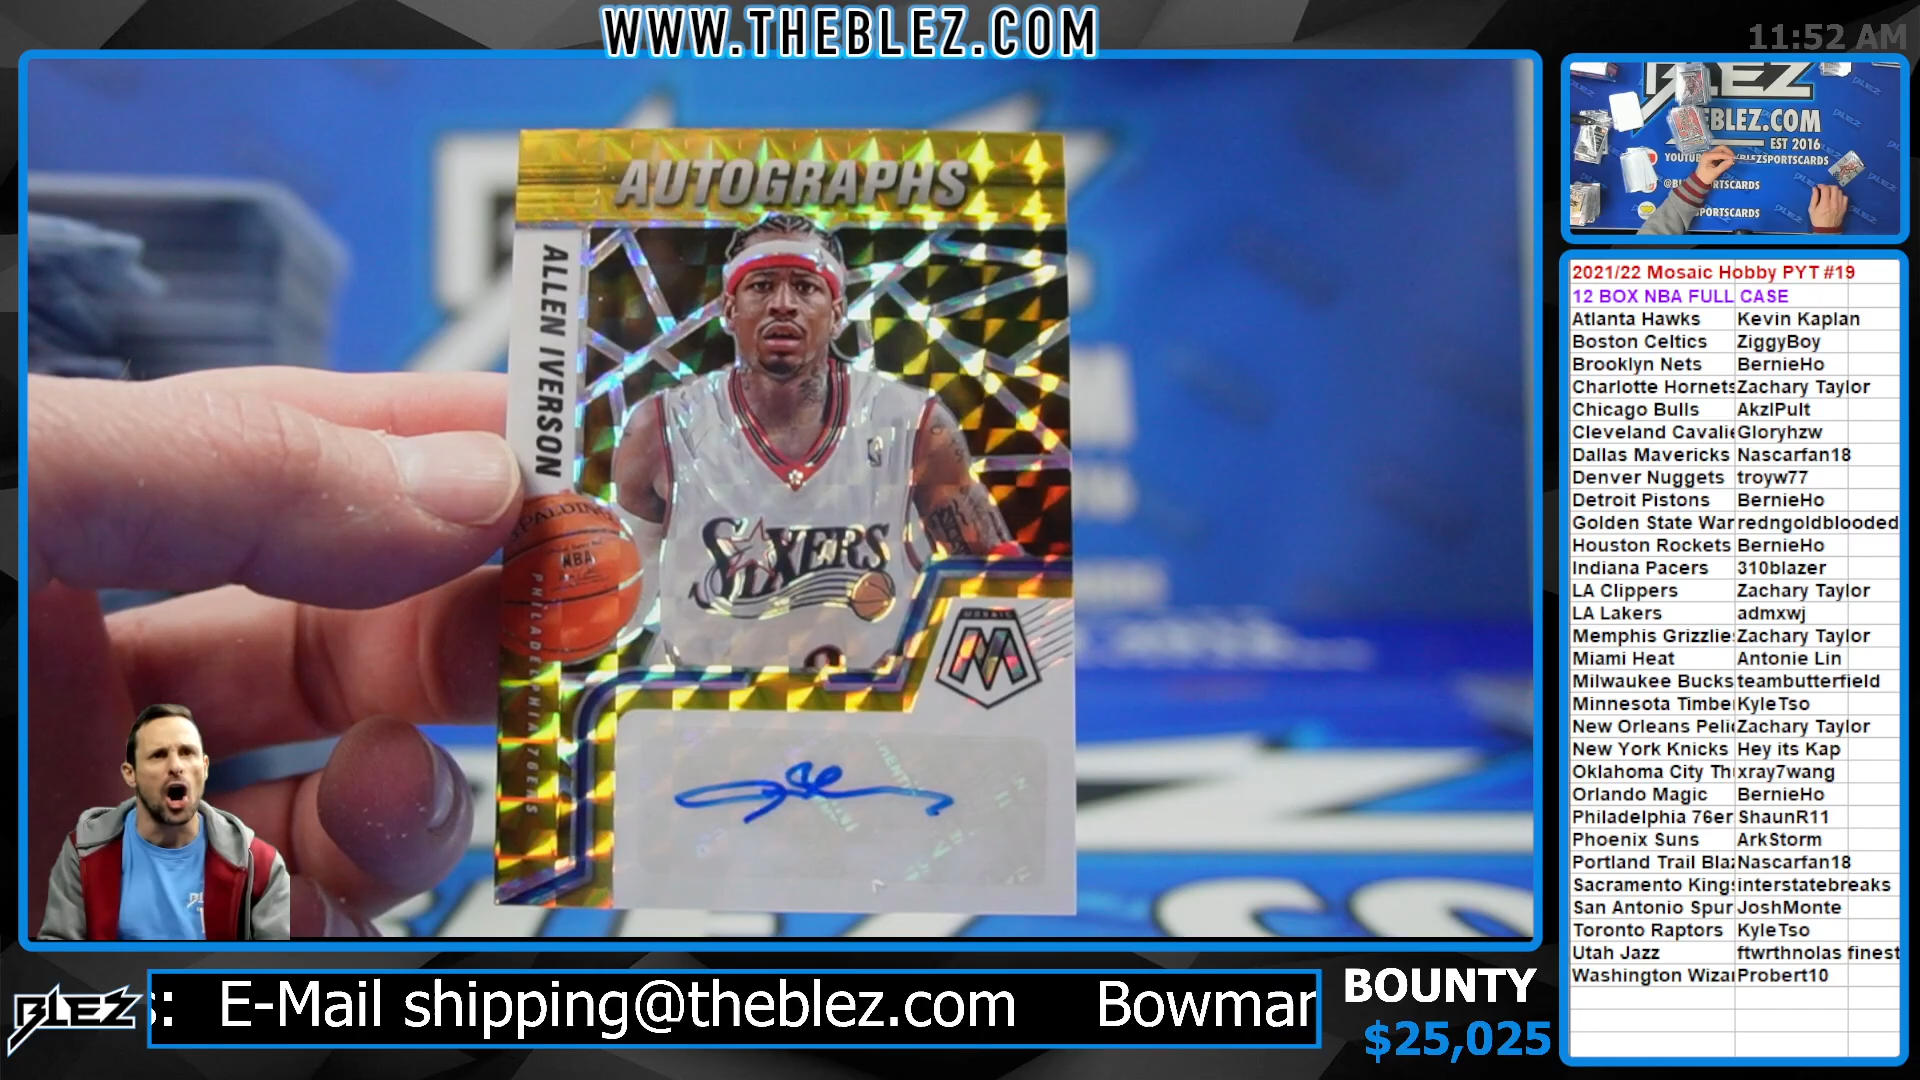 WWW.THEBLEZ.COM
11:52 AM
AUTOGRAPHS
ALLEN IVERSON
SPALDING
NBA
SIXERS
MOSAIC
M
PHILADELPHIA 76ERS
BLEZ
EBLEZ.COM
EST 2016
2021/22 Mosaic Hobby PYT #19
12 BOX NBA FULL CASE
Atlanta Hawks Kevin Kaplan
Boston Celtics ZiggyBoy
Brooklyn Nets BernieHo
Charlotte Hornets Zachary Taylor
Chicago Bulls AkzlPult
Cleveland Cavalie Gloryhzw
Dallas Mavericks Nascarfan18
Denver Nuggets troyw77
Detroit Pistons BernieHo
Golden State War redngoldblooded
Houston Rockets BernieHo
Indiana Pacers 310blazer
LA Clippers Zachary Taylor
LA Lakers admxwj
Memphis Grizzlie Zachary Taylor
Miami Heat Antonie Lin
Milwaukee Bucks teambutterfield
Minnesota Timbe KyleTso
New Orleans Peli Zachary Taylor
New York Knicks Hey its Kap
Oklahoma City Th xray7wang
Orlando Magic BernieHo
Philadelphia 76er ShaunR11
Phoenix Suns ArkStorm
Portland Trail Bla Nascarfan18
Sacramento Kings interstatebreaks
San Antonio Spur JoshMonte
Toronto Raptors KyleTso
Utah Jazz ftwrthnolas finest
Washington Wiza Probert10
BLEZ
s: E-Mail shipping@theblez.com Bowmar
BOUNTY
$25,025